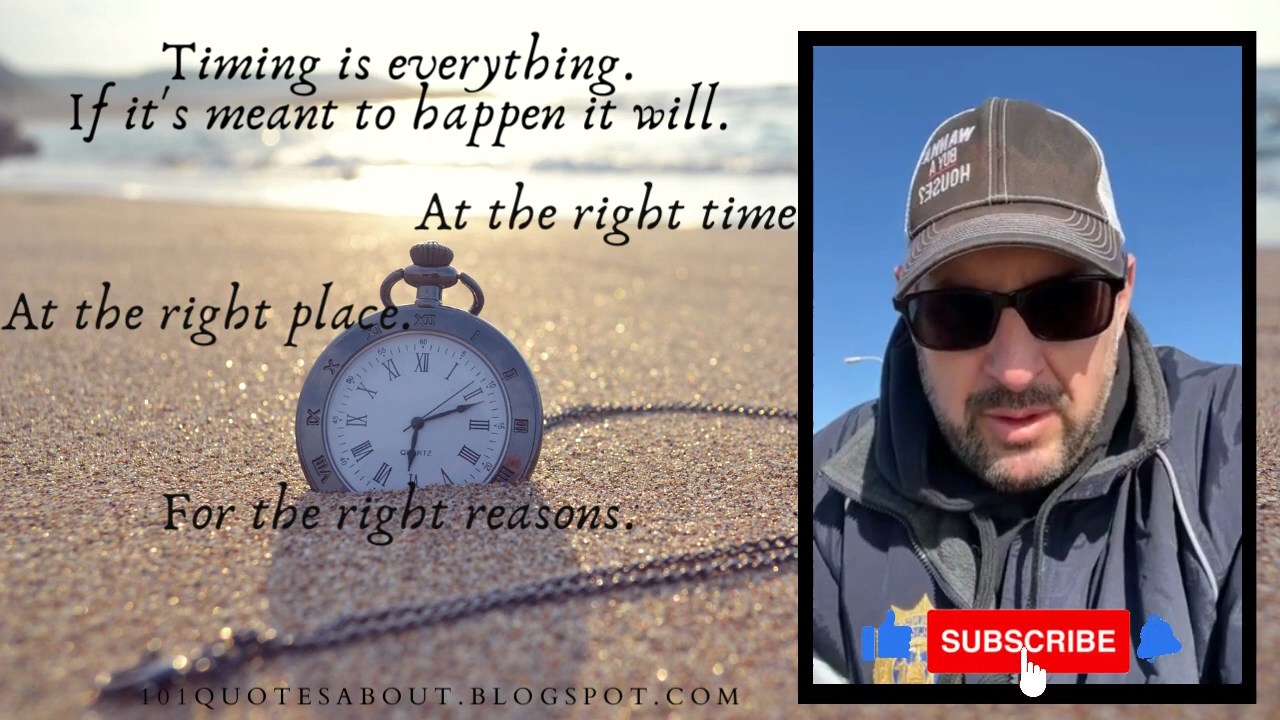 Timing is everything.
If it's meant to happen it will.
At the right time
At the right place.
For the right reasons.
WANNA
BUY A
HOUSE?
QUARTZ
SUBSCRIBE
101QUOTESABOUT.BLOGSPOT.COM